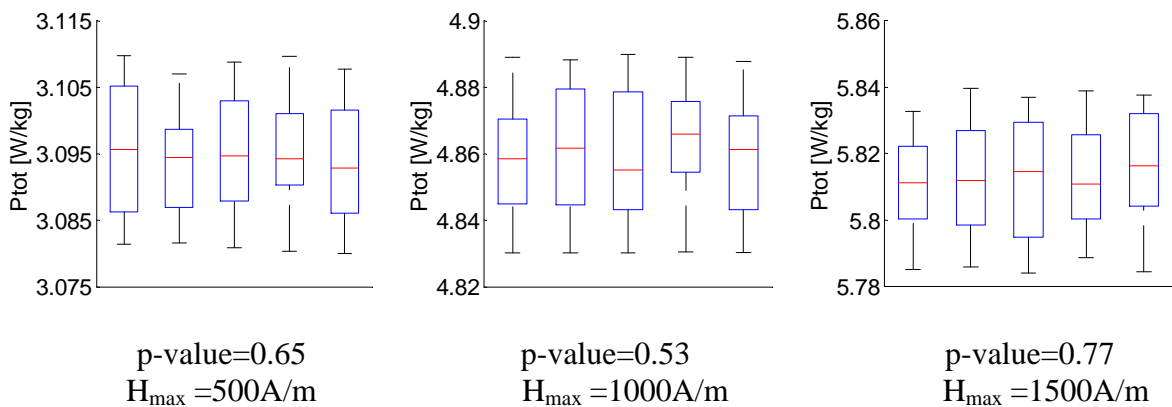 3.115
3.105
3.095
3.085
3.075
Ptot [W/kg]
p-value=0.65
Hmax =500A/m
4.9
4.88
4.86
4.84
4.82
Ptot [W/kg]
p-value=0.53
Hmax =1000A/m
5.86
5.84
5.82
5.8
5.78
Ptot [W/kg]
p-value=0.77
Hmax =1500A/m